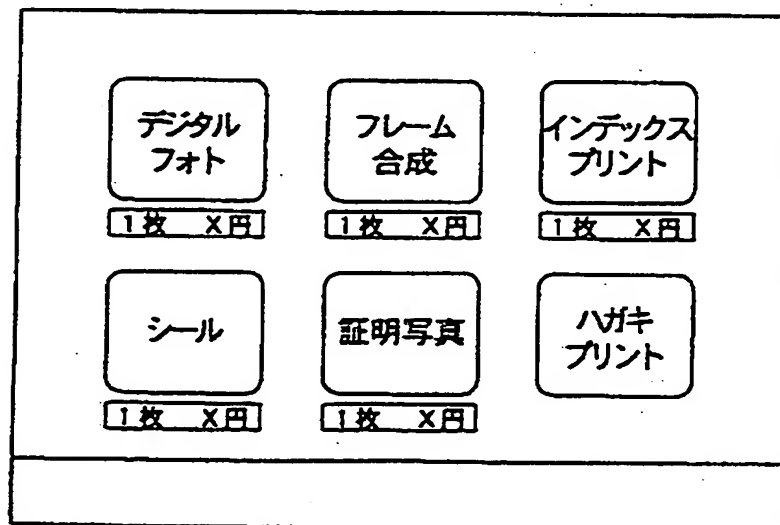 デジタル
フォト
フレーム
合成
インデックス
プリント
1枚 X円
1枚 X円
1枚 X円
シール
証明写真
ハガキ
プリント
1枚 X円
1枚 X円